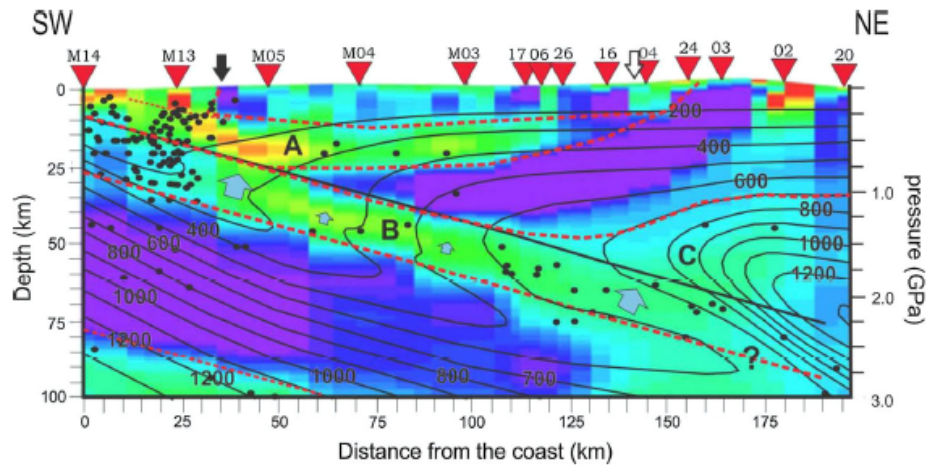 SW NE
M14 M13 M05 M04 M03 17 06 26 16 04 24 03 02 20
0
25
50
75
100
Depth (km)
200
400
600
800
1000
1200
A
B
C
?
400
600
800
1000
1200
1200 1000 800 700
1.0
2.0
3.0
pressure (GPa)
0 25 50 75 100 125 150 175
Distance from the coast (km)